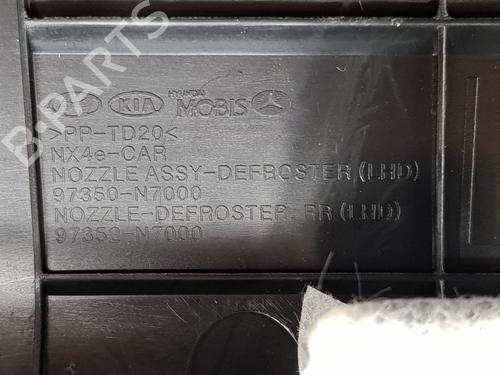 B-PARTS
KIA HYUNDAI MOBIS
>PP-TD20<
NX4e-CAR
NOZZLE ASSY-DEFROSTER (LHD)
97350-N7000
NOZZLE-DEFROSTER, RR (LHD)
97352-N7000